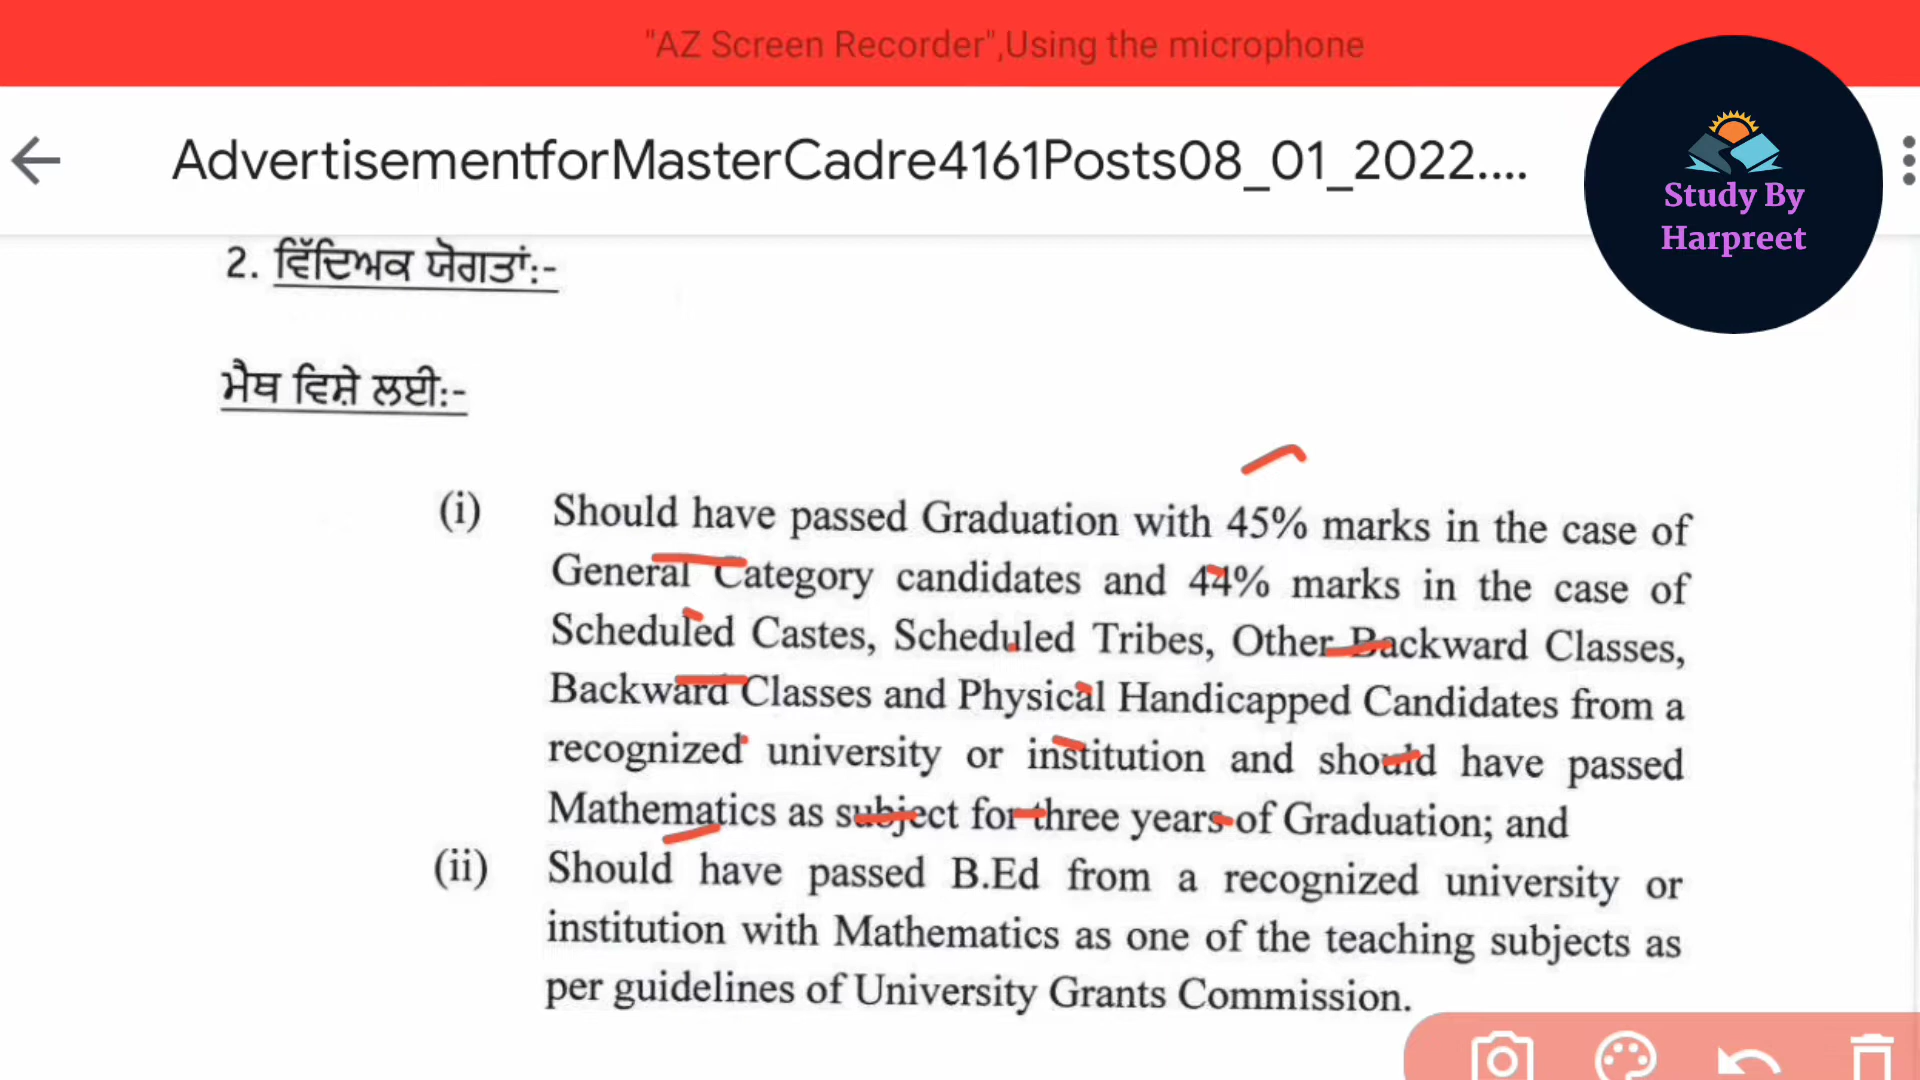 "AZ Screen Recorder",Using the microphone
AdvertisementforMasterCadre4161Posts08_01_2022....
Study By
Harpreet
2. ਵਿੱਦਿਅਕ ਯੋਗਤਾਂ:-
ਮੈਥ ਵਿਸ਼ੇ ਲਈ:-
(i) Should have passed Graduation with 45% marks in the case of
General Category candidates and 44% marks in the case of
Scheduled Castes, Scheduled Tribes, Other Backward Classes,
Backward Classes and Physical Handicapped Candidates from a
recognized university or institution and should have passed
Mathematics as subject for three years of Graduation; and
(ii) Should have passed B.Ed from a recognized university or
institution with Mathematics as one of the teaching subjects as
per guidelines of University Grants Commission.